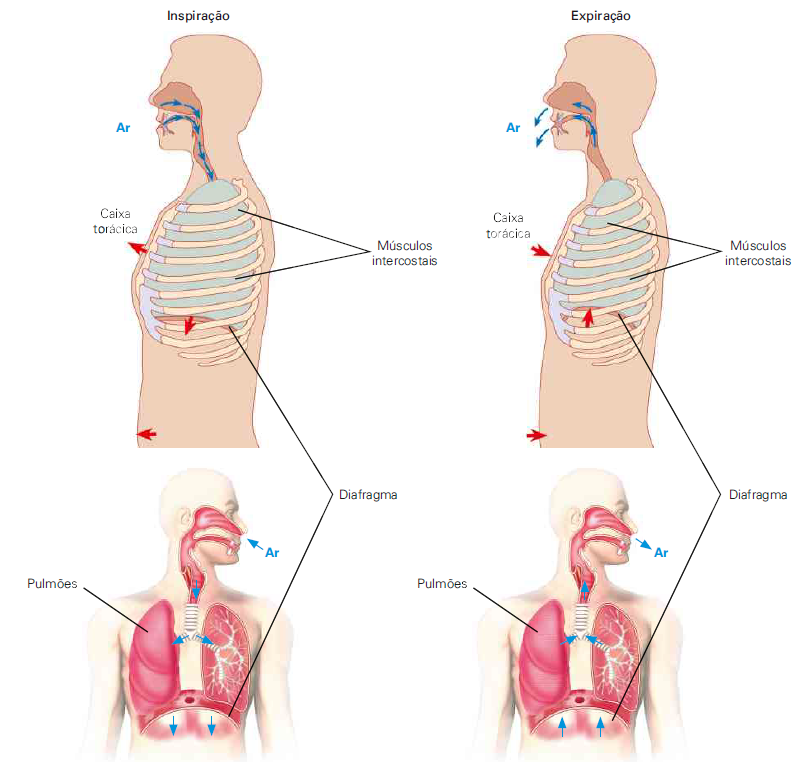 Inspiração
Expiração
Ar
Ar
Caixa
torácica
Caixa
torácica
Músculos
intercostais
Músculos
intercostais
Diafragma
Diafragma
Ar
Ar
Pulmões
Pulmões